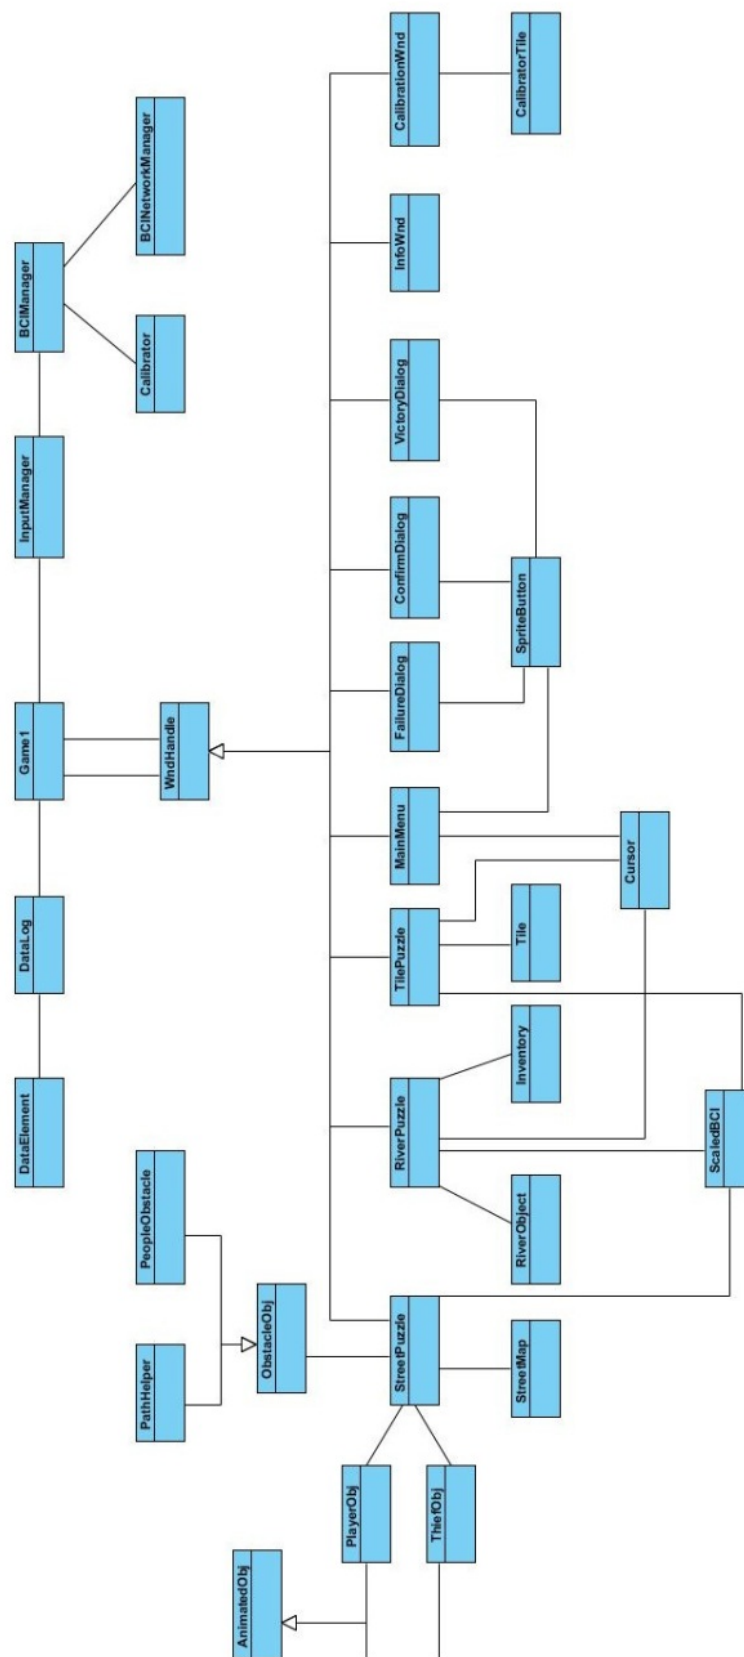 AnimatedObj
PlayerObj
ThiefObj
PathHelper
PeopleObstacle
ObstacleObj
StreetPuzzle
StreetMap
DataElement
DataLog
Game1
InputManager
BCIManager
Calibrator
BCINetworkManager
WndHandle
RiverPuzzle
TilePuzzle
MainMenu
FailureDialog
ConfirmDialog
VictoryDialog
InfoWnd
CalibrationWnd
RiverObject
Inventory
Tile
SpriteButton
CalibratorTile
Cursor
ScaledBCI